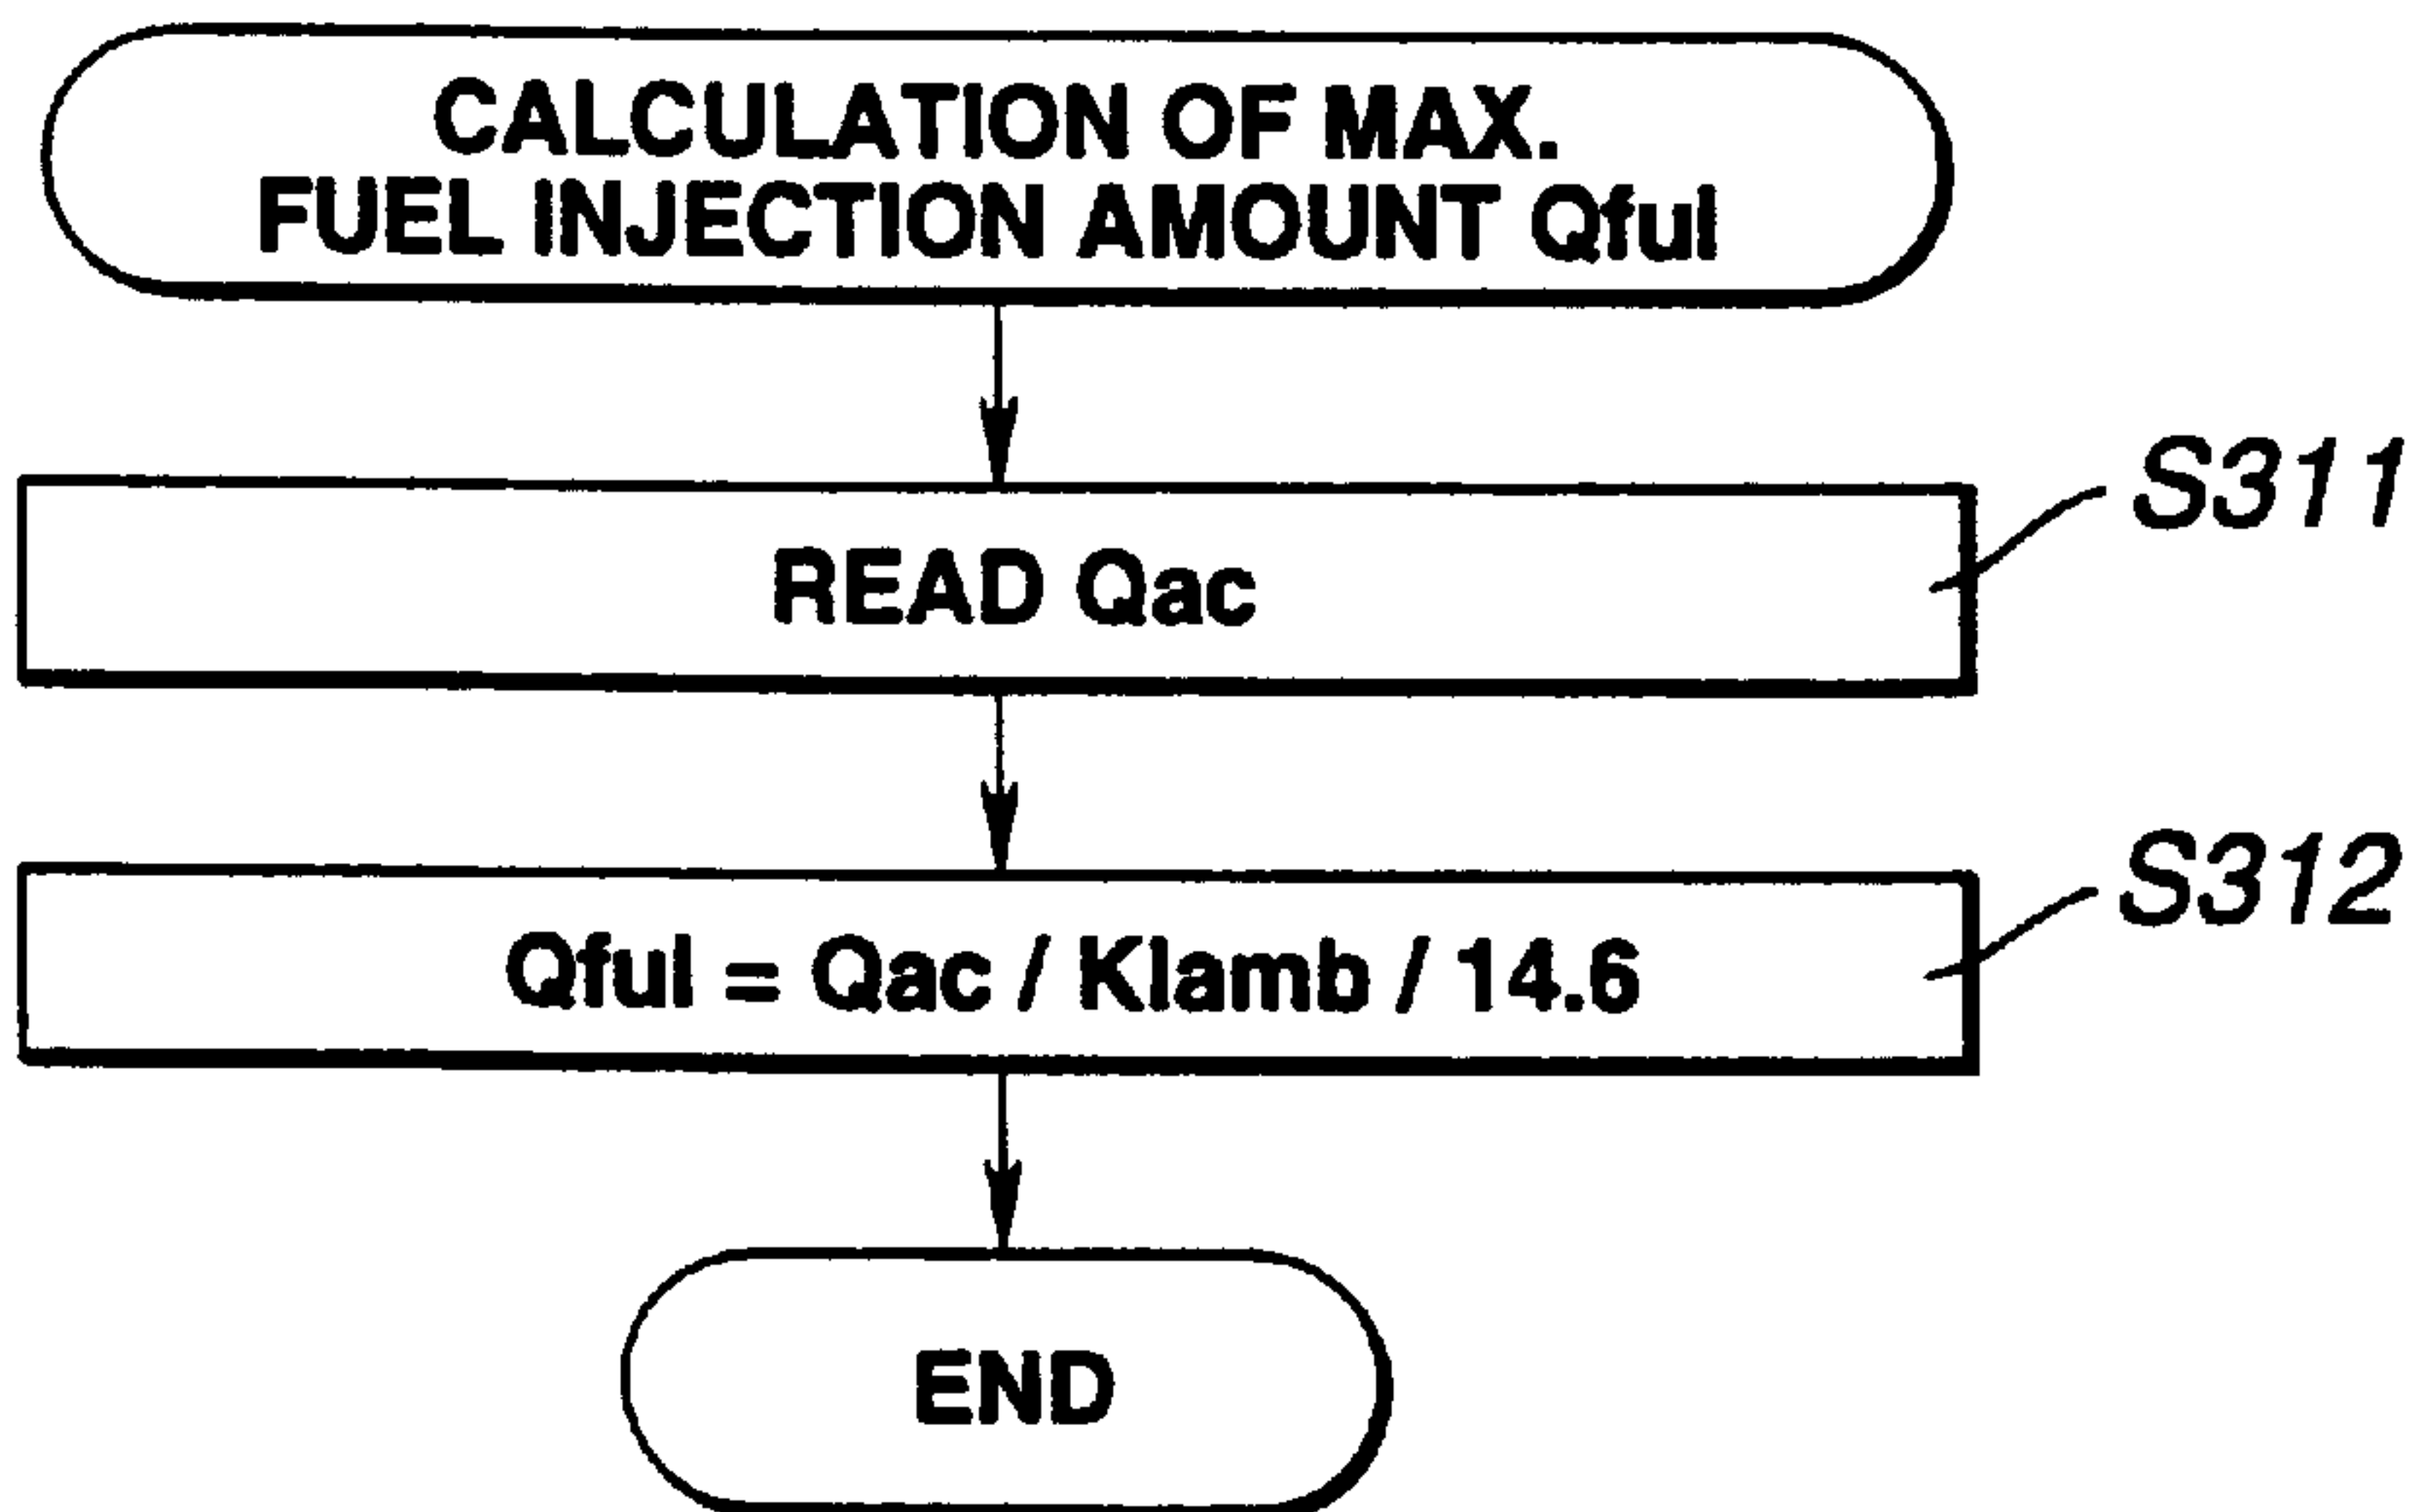 CALCULATION OF MAX.
FUEL INJECTION AMOUNT Qful
S311
READ Qac
S312
Qful = Qac / Klamb / 14.6
END